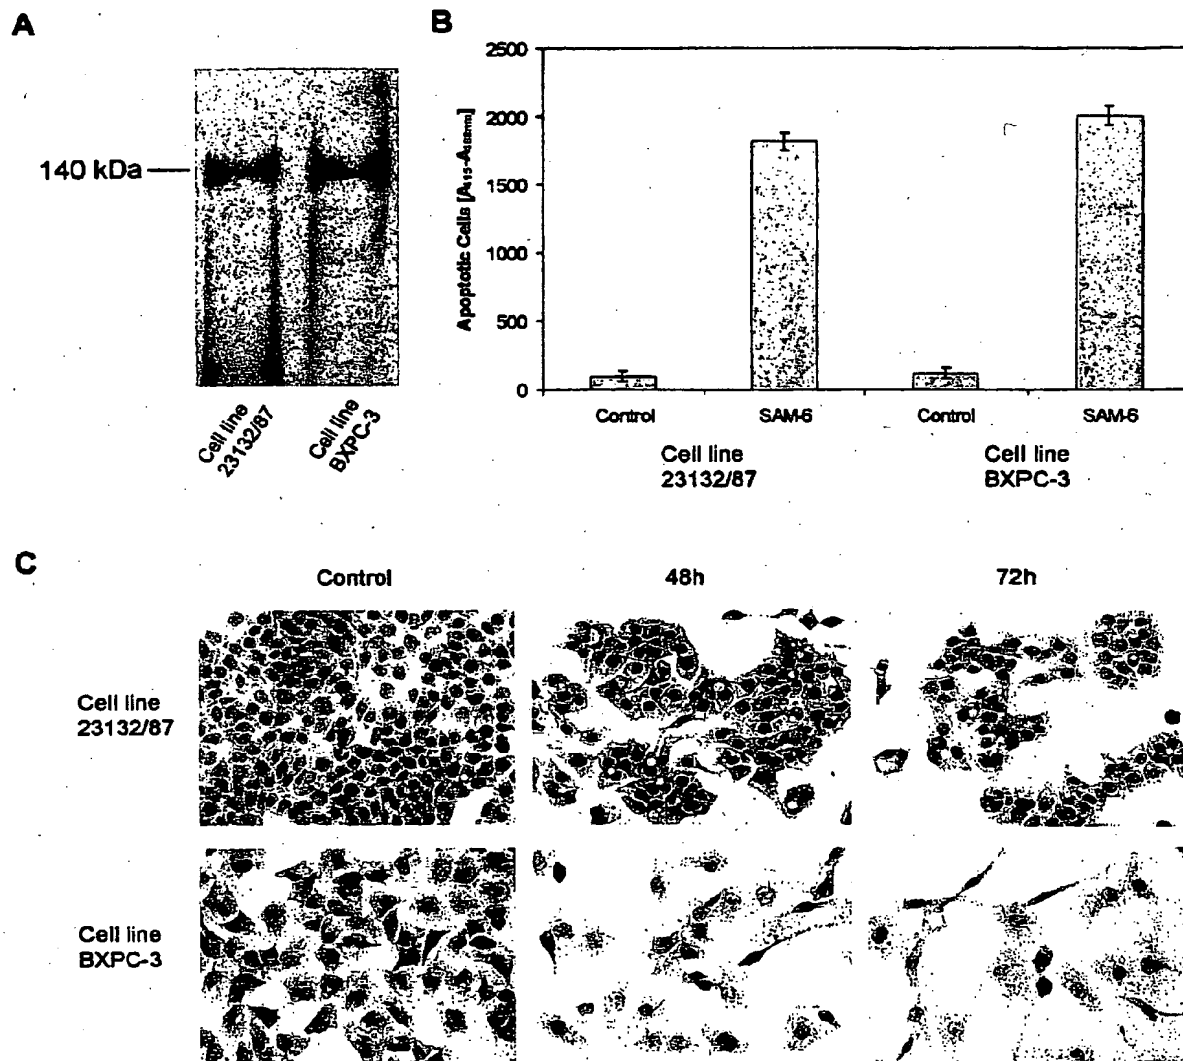 A
140 kDa
Cell line
23132/87
Cell line
BXPC-3
B
Apoptotic Cells
2500
2000
1500
1000
500
0
Control
SAM-6
Control
SAM-6
Cell line
23132/87
Cell line
BXPC-3
C
Control
48h
72h
Cell line
23132/87
Cell line
BXPC-3